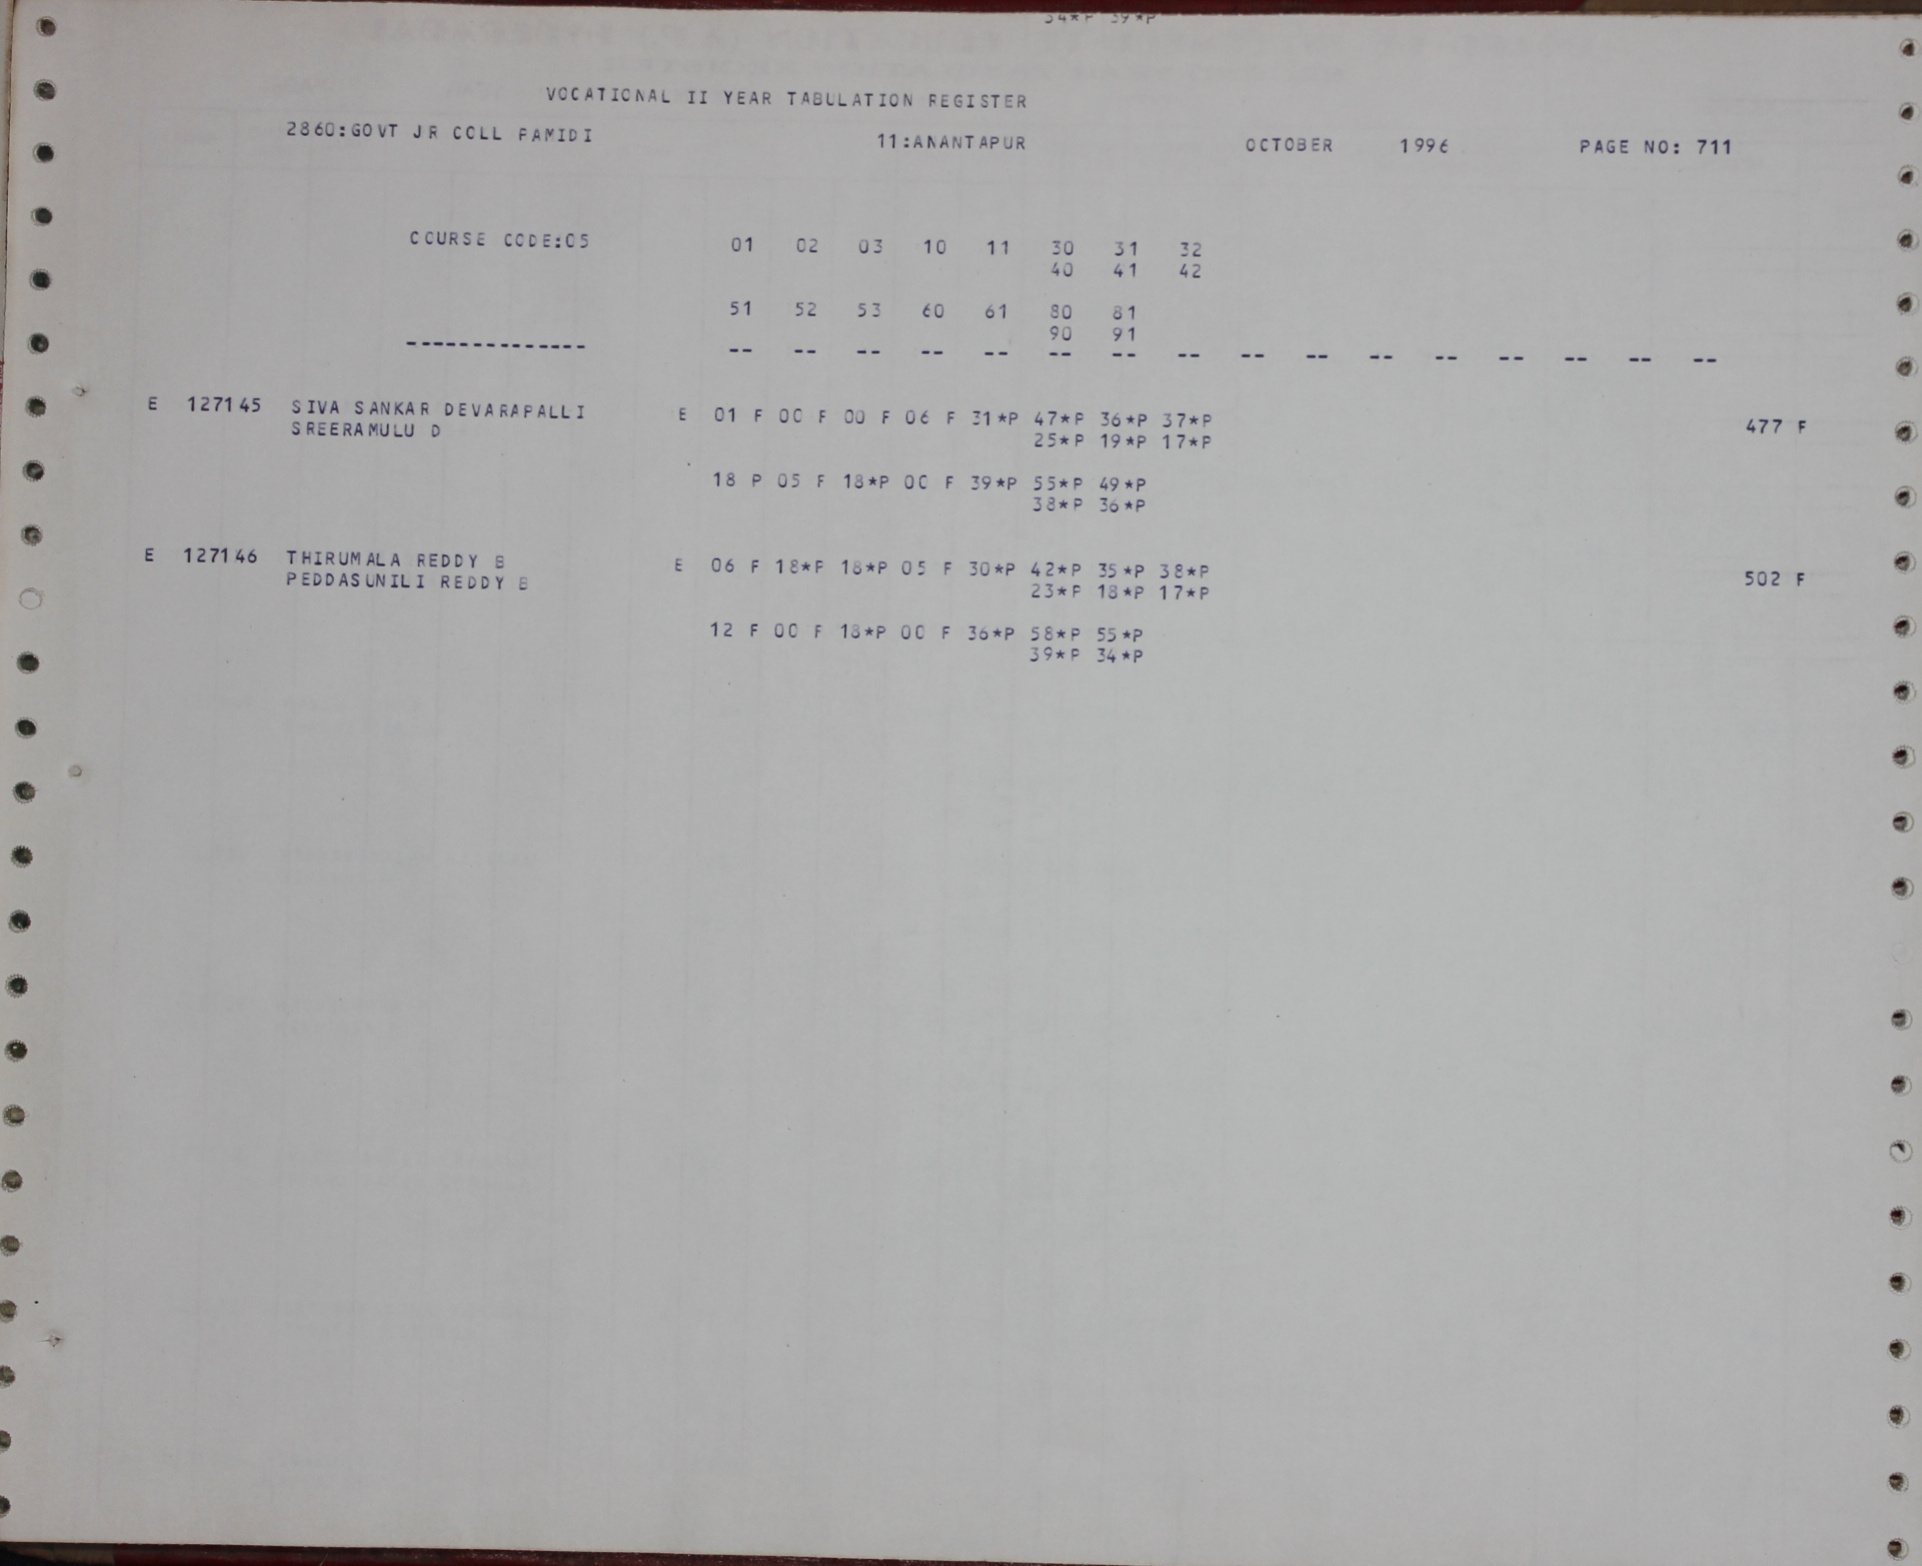 34*P 39*P
VOCATIONAL II YEAR TABULATION REGISTER
2860:GOVT JR COLL PAMIDI 11:ANANTAPUR OCTOBER 1996 PAGE NO: 711
COURSE CODE:05 01 02 03 10 11 30 31 32
40 41 42
51 52 53 60 61 80 81
90 91
-------------- -- -- -- -- -- -- -- -- -- -- -- -- -- -- -- --
E 127145 SIVA SANKAR DEVARAPALLI E 01 F 00 F 00 F 06 F 31*P 47*P 36*P 37*P 477 F
SREERAMULU D 25*P 19*P 17*P
18 P 05 F 18*P 00 F 39*P 55*P 49*P
38*P 36*P
E 127146 THIRUMALA REDDY B E 06 F 18*P 18*P 05 F 30*P 42*P 35*P 38*P 502 F
PEDDASUNILI REDDY B 23*P 18*P 17*P
12 F 00 F 18*P 00 F 36*P 58*P 55*P
39*P 34*P